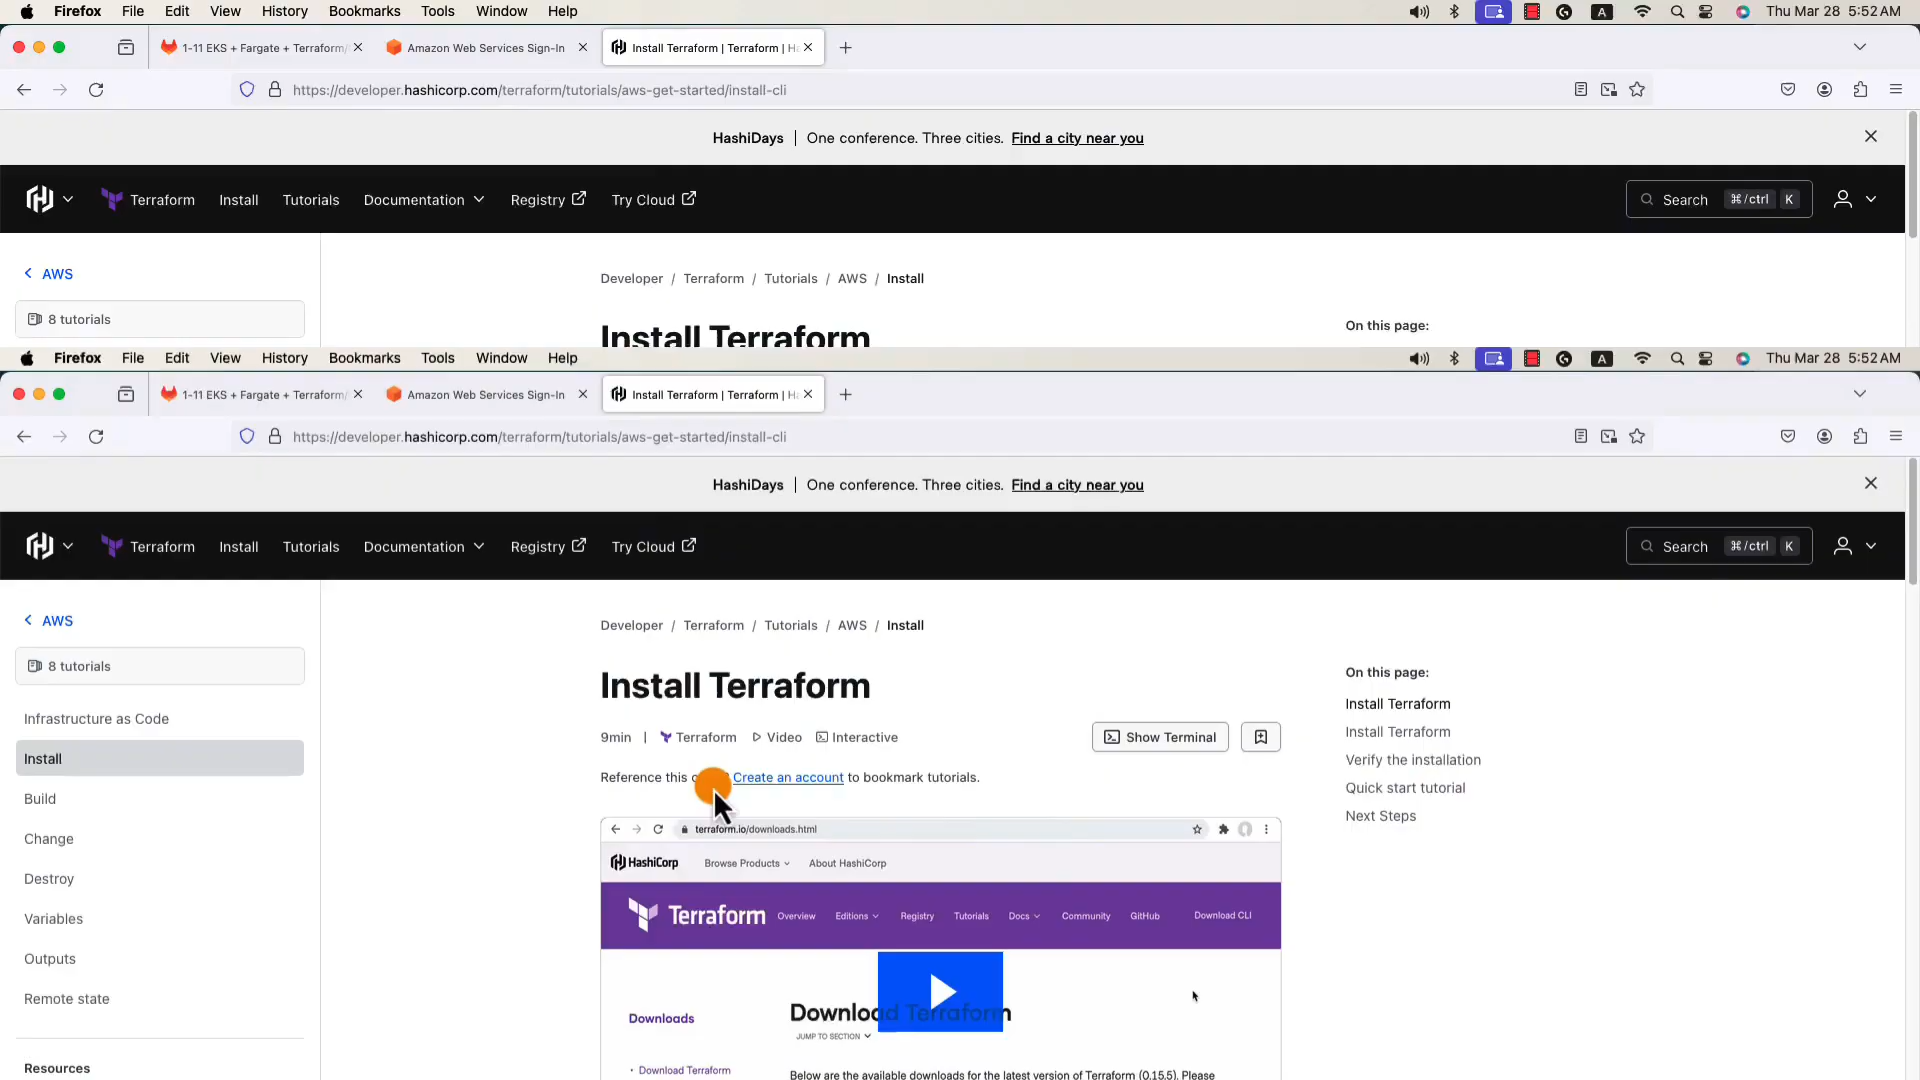 Firefox File Edit View History Bookmarks Tools Window Help A Thu Mar 28 5:52 AM
1-11 EKS + Fargate + Terraform/ Amazon Web Services Sign-In Install Terraform | Terraform | Ha
https://developer.hashicorp.com/terraform/tutorials/aws-get-started/install-cli
HashiDays | One conference. Three cities. Find a city near you
Terraform Install Tutorials Documentation Registry Try Cloud Search ⌘/ctrl K
AWS
Developer / Terraform / Tutorials / AWS / Install
8 tutorials
Install Terraform
On this page:
Firefox File Edit View History Bookmarks Tools Window Help A Thu Mar 28 5:52 AM
1-11 EKS + Fargate + Terraform/ Amazon Web Services Sign-In Install Terraform | Terraform | Ha
https://developer.hashicorp.com/terraform/tutorials/aws-get-started/install-cli
HashiDays | One conference. Three cities. Find a city near you
Terraform Install Tutorials Documentation Registry Try Cloud Search ⌘/ctrl K
AWS
8 tutorials
Infrastructure as Code
Install
Build
Change
Destroy
Variables
Outputs
Remote state
Resources
Developer / Terraform / Tutorials / AWS / Install
Install Terraform
9min | Terraform Video Interactive Show Terminal
Reference this Create an account to bookmark tutorials.
terraform.io/downloads.html
HashiCorp Browse Products About HashiCorp
Terraform Overview Editions Registry Tutorials Docs Community GitHub Download CLI
Downloads
Download Terraform
JUMP TO SECTION
• Download Terraform
Below are the available downloads for the latest version of Terraform (0.15.5). Please
On this page:
Install Terraform
Install Terraform
Verify the installation
Quick start tutorial
Next Steps